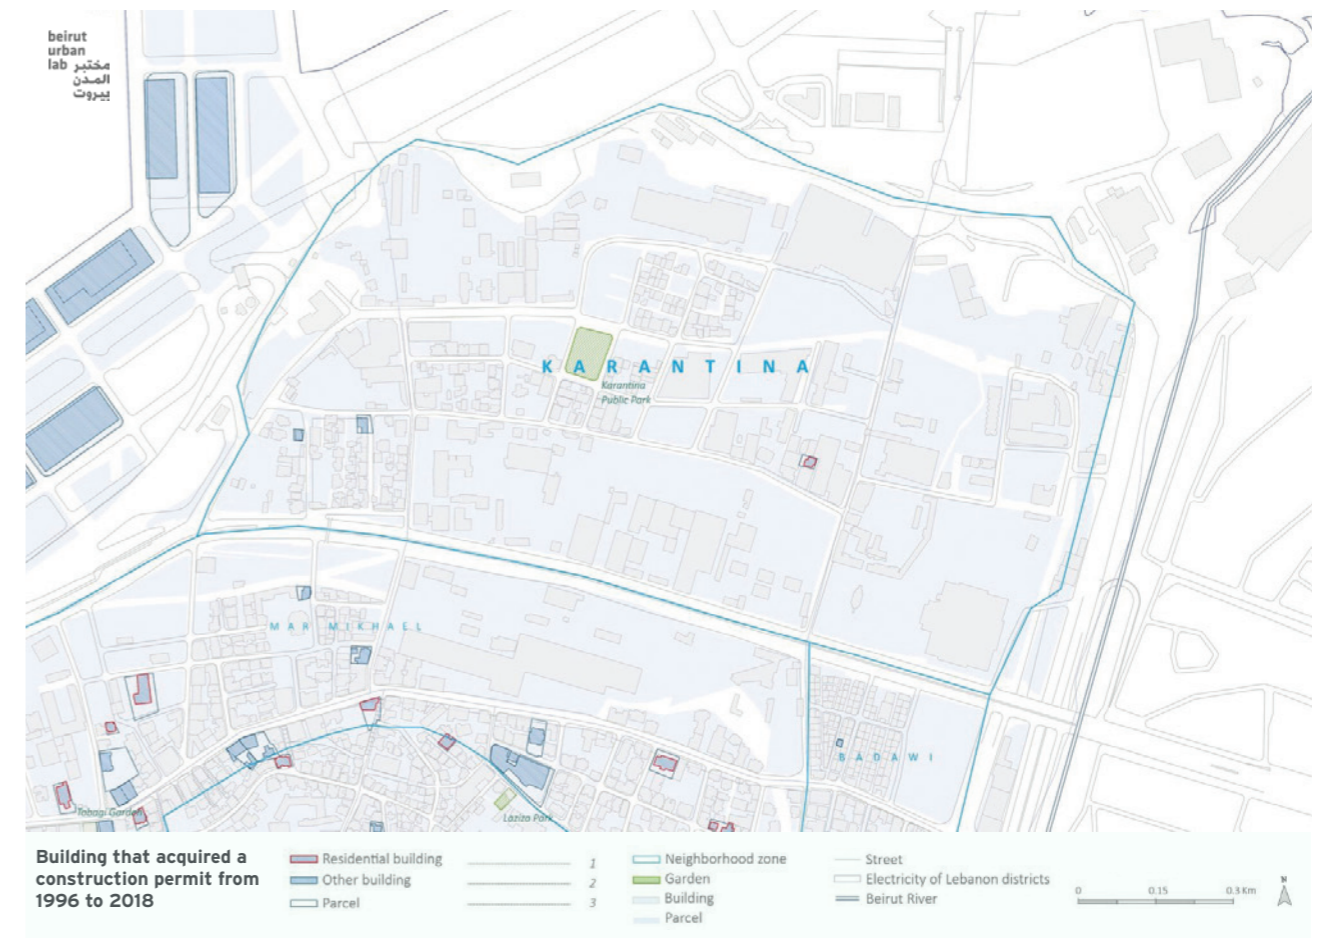 beirut
urban
lab مختبر
المدن
بيروت
KARANTINA
Karantina
Public Park
MAR MIKHAEL
BADAWI
Tobagi Garden
Laziza Park
Building that acquired a
construction permit from
1996 to 2018
Residential building
Other building
Parcel
1
2
3
Neighborhood zone
Garden
Building
Parcel
Street
Electricity of Lebanon districts
Beirut River
0 0.15 0.3 Km
N